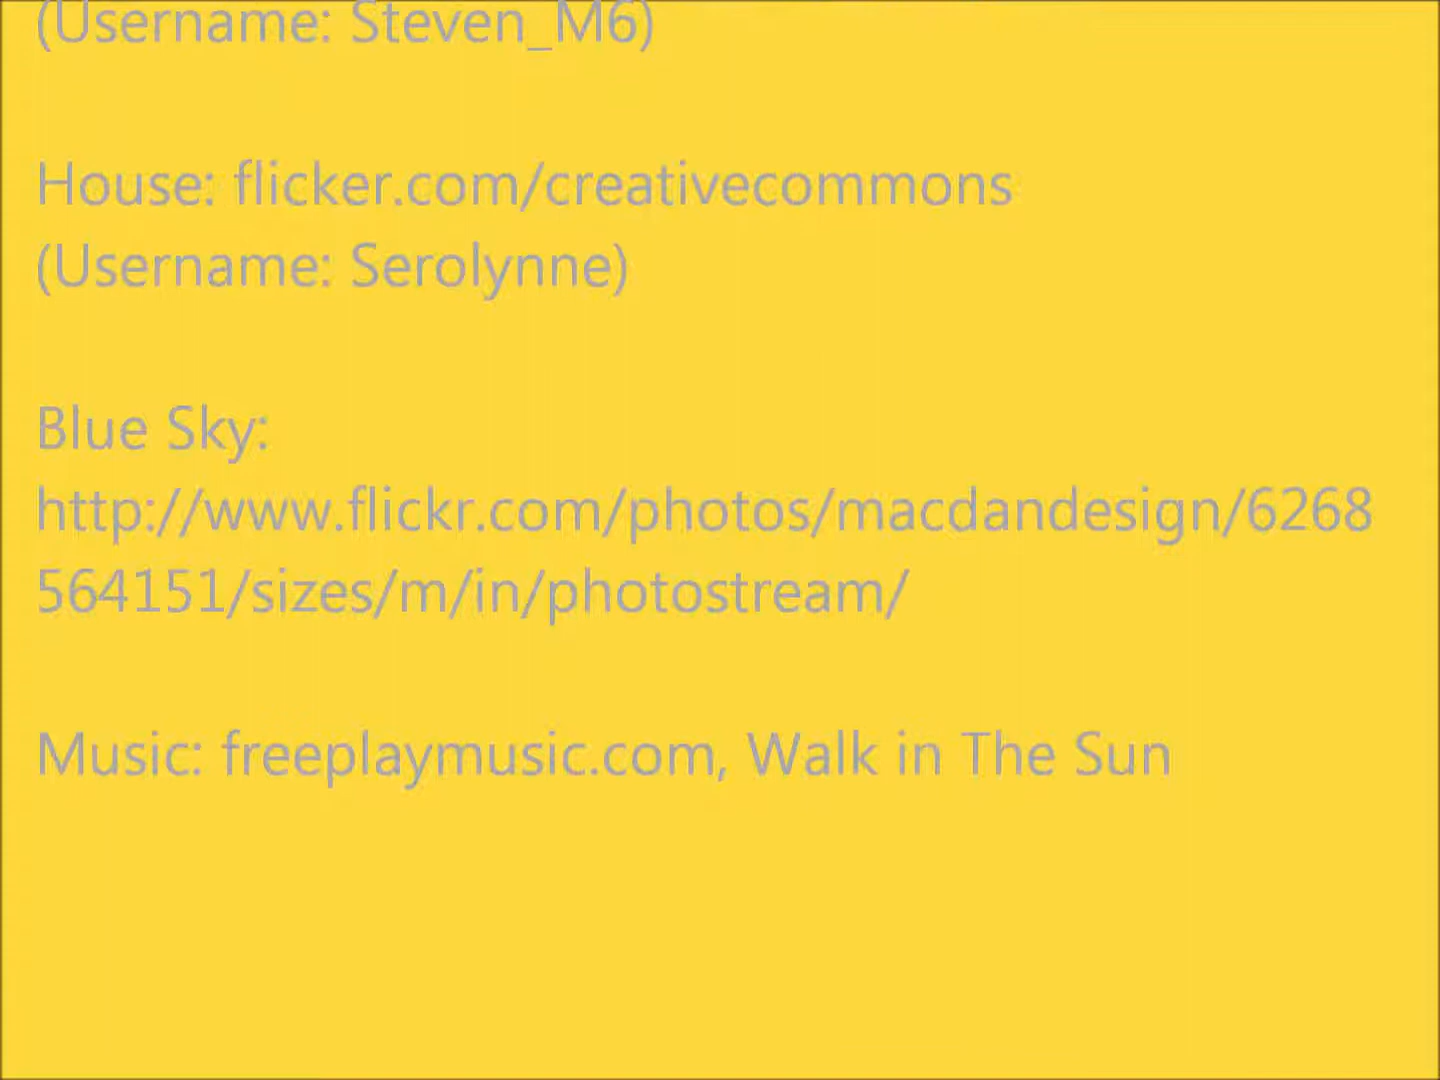 (Username: Steven_M6)
House: flicker.com/creativecommons
(Username: Serolynne)
Blue Sky:
http://www.flickr.com/photos/macdandesign/6268
564151/sizes/m/in/photostream/
Music: freeplaymusic.com, Walk in The Sun